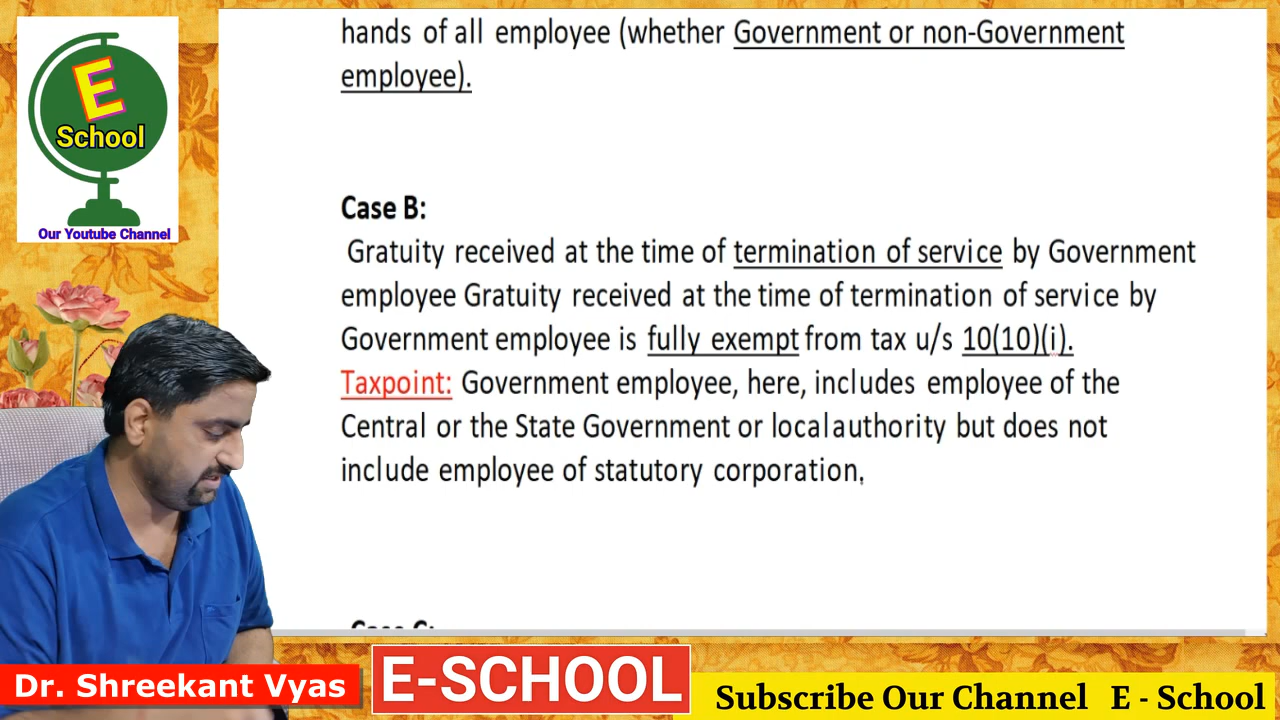 hands of all employee (whether Government or non-Government
employee).
E
School
Our Youtube Channel
Case B:
Gratuity received at the time of termination of service by Government
employee Gratuity received at the time of termination of service by
Government employee is fully exempt from tax u/s 10(10)(i).
Taxpoint: Government employee, here, includes employee of the
Central or the State Government or local authority but does not
include employee of statutory corporation.
Case C:
Dr. Shreekant Vyas
E-SCHOOL
Subscribe Our Channel E - School